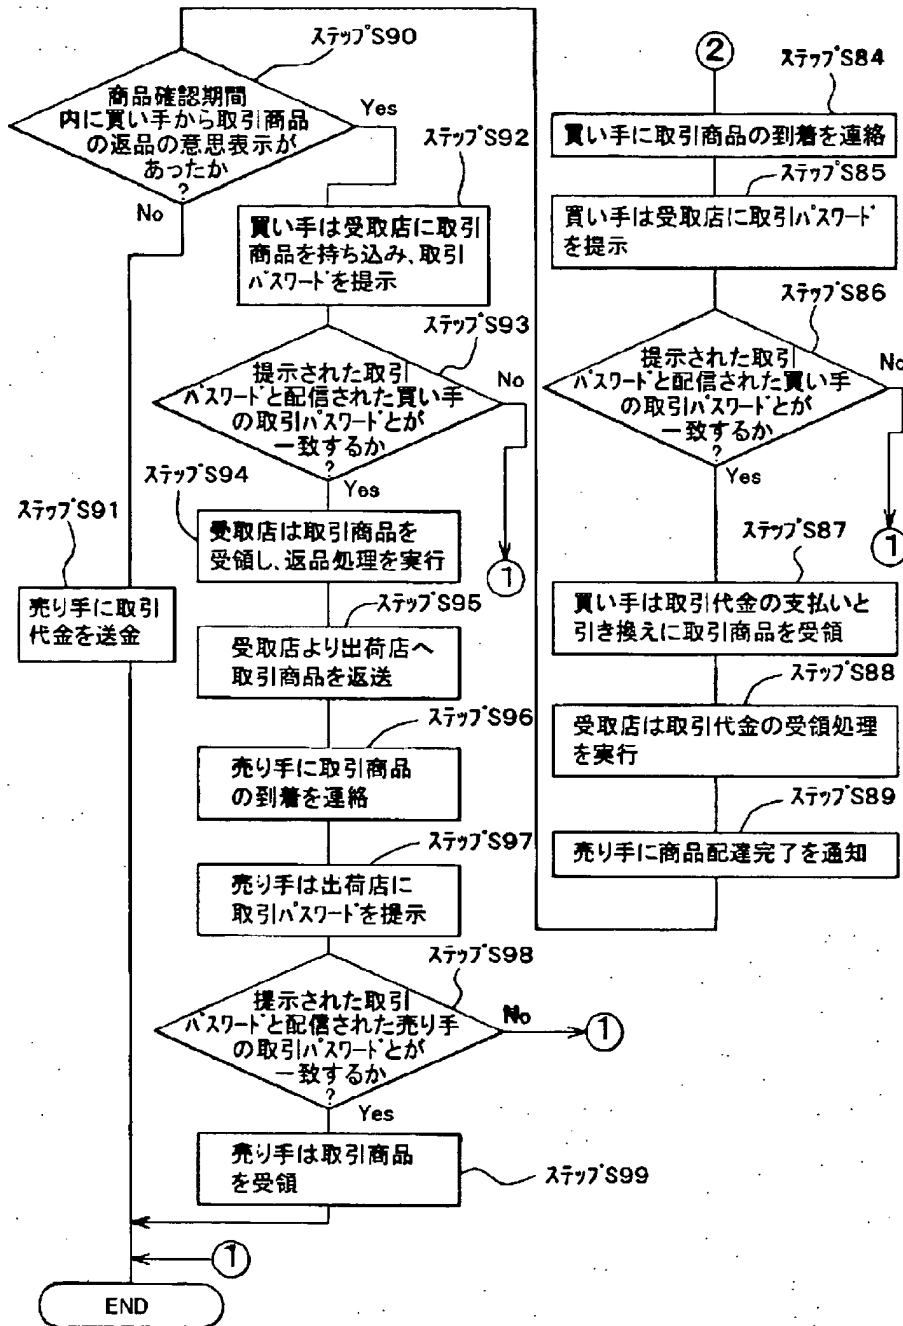 ②
ステップS84
買い手に取引商品の到着を連絡
ステップS85
買い手は受取店に取引パスワード
を提示
ステップS86
提示された取引
パスワードと配信された買い手
の取引パスワードとが
一致するか
?
No
①
Yes
ステップS87
買い手は取引代金の支払いと
引き換えに取引商品を受領
ステップS88
受取店は取引代金の受領処理
を実行
ステップS89
売り手に商品配達完了を通知
ステップS90
商品確認期間
内に買い手から取引商品
の返品の意思表示が
あったか
?
Yes
No
ステップS91
売り手に取引
代金を送金
ステップS92
買い手は受取店に取引
商品を持ち込み、取引
パスワードを提示
ステップS93
提示された取引
パスワードと配信された買い手
の取引パスワードとが
一致するか
?
No
①
Yes
ステップS94
受取店は取引商品を
受領し、返品処理を実行
ステップS95
受取店より出荷店へ
取引商品を返送
ステップS96
売り手に取引商品
の到着を連絡
ステップS97
売り手は出荷店に
取引パスワードを提示
ステップS98
提示された取引
パスワードと配信された売り手
の取引パスワードとが
一致するか
?
No
①
Yes
売り手は取引商品
を受領
ステップS99
①
END